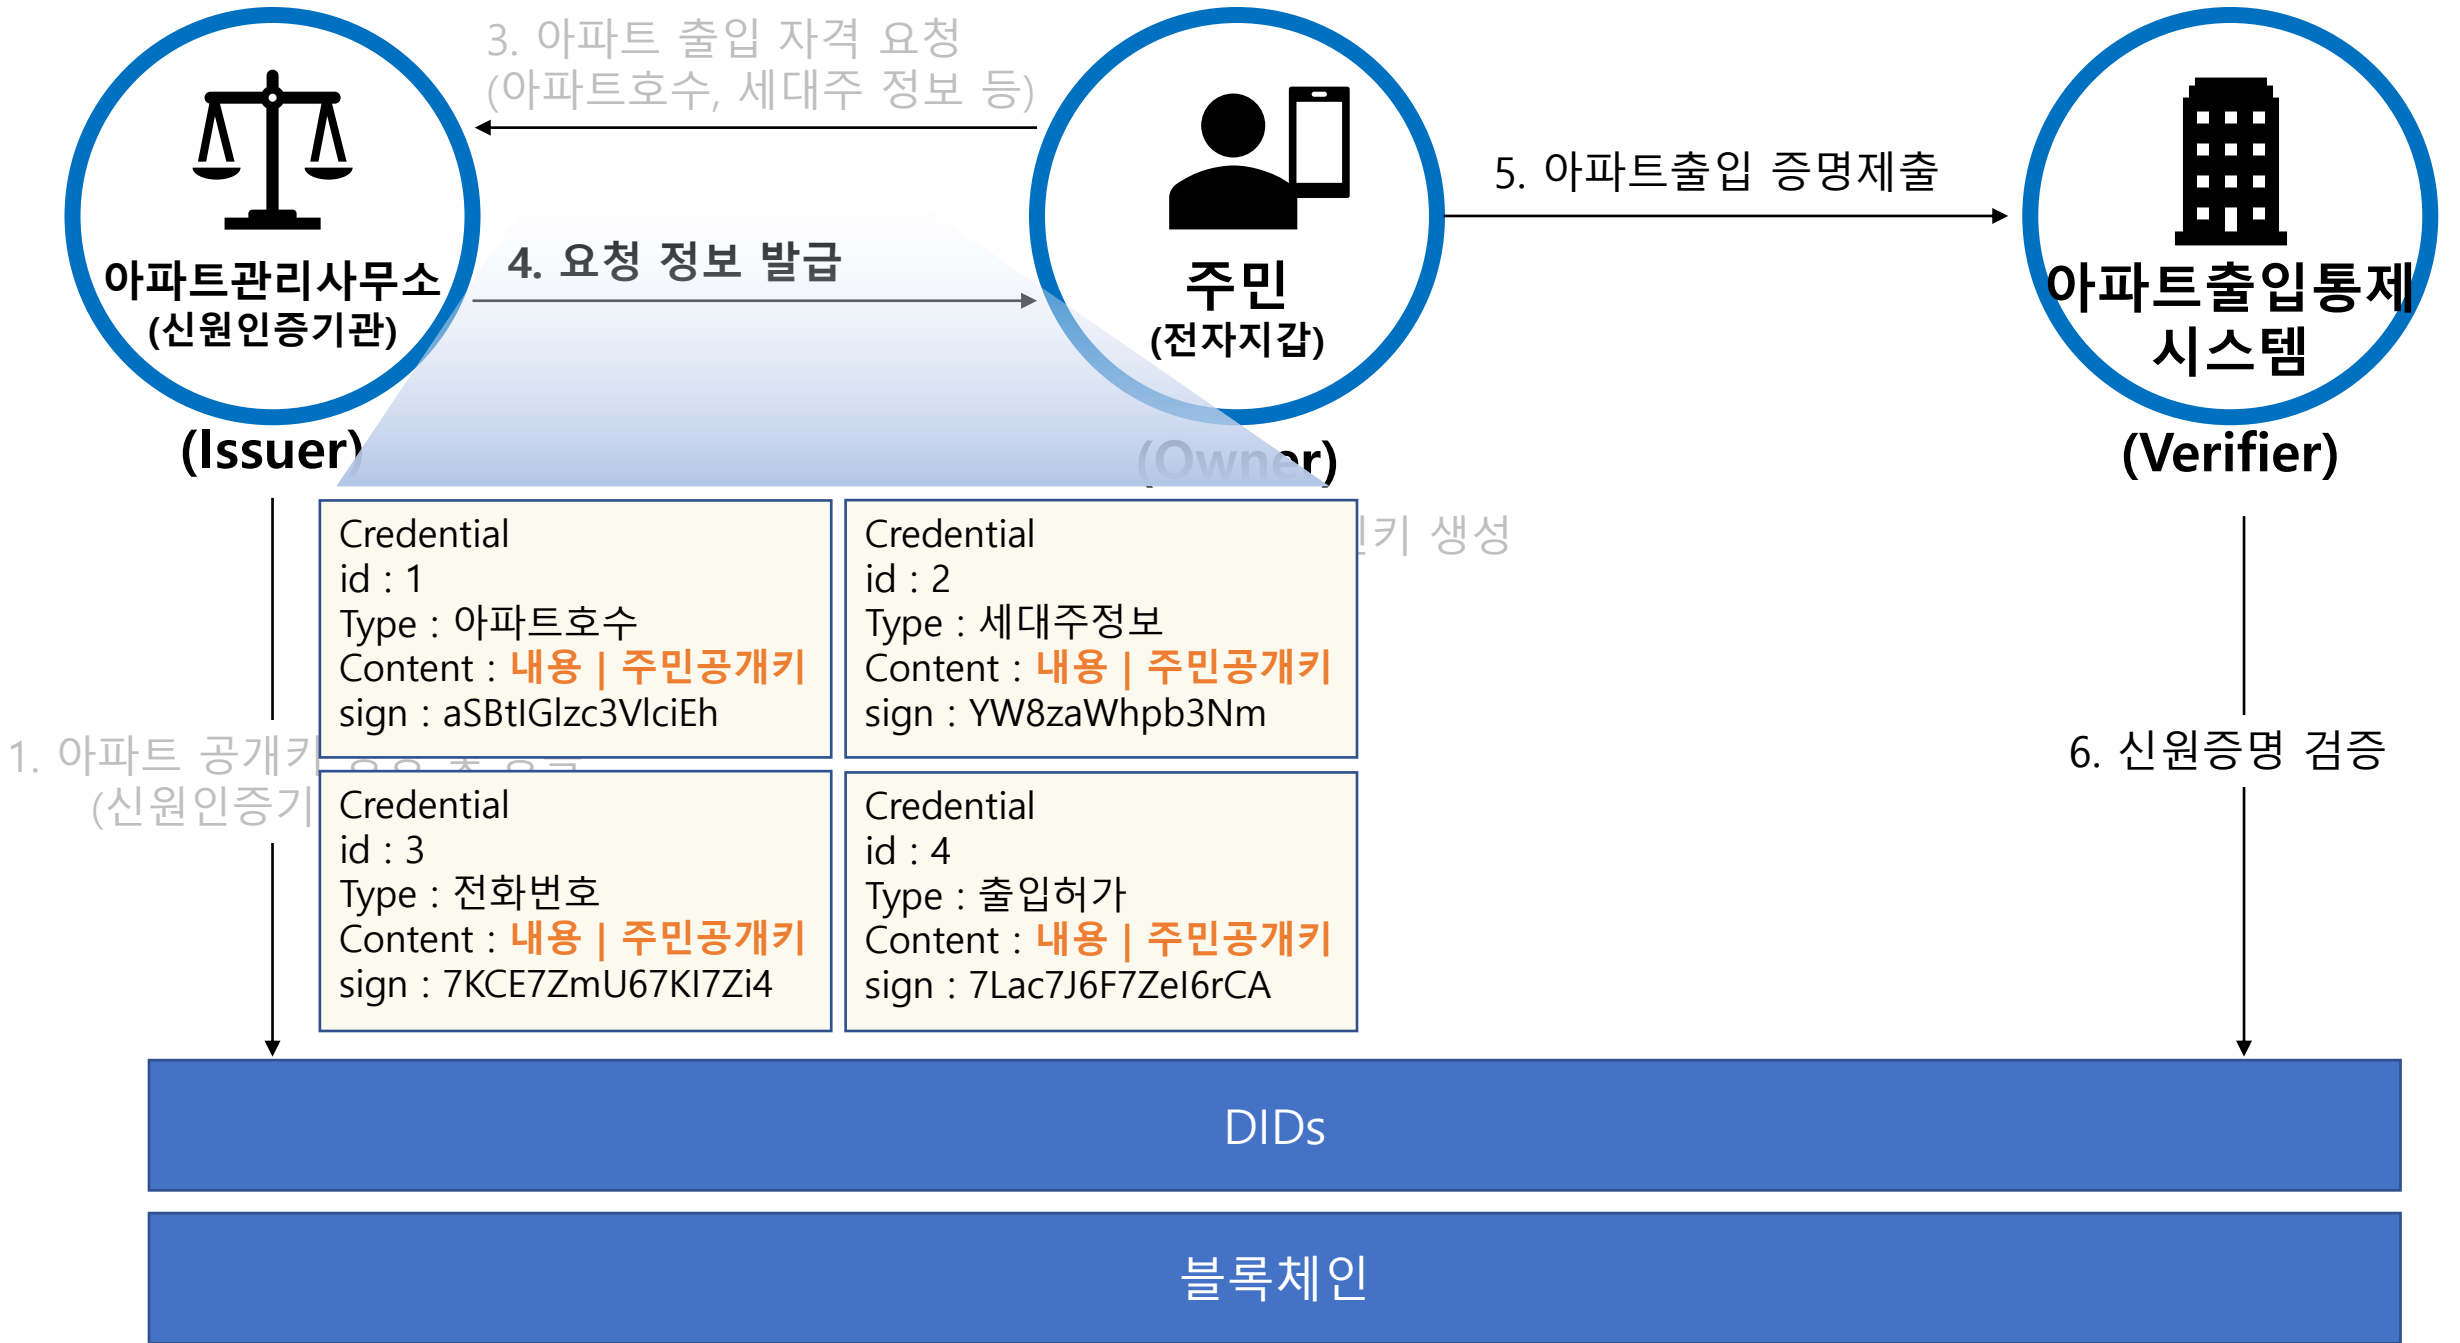 3. 아파트 출입 자격 요청
(아파트호수, 세대주 정보 등)
4. 요청 정보 발급
5. 아파트출입 증명제출
아파트관리사무소
(신원인증기관)
(Issuer)
주민
(전자지갑)
(Owner)
아파트출입통제
시스템
(Verifier)
키 생성
Credential
id : 1
Type : 아파트호수
Content : 내용 | 주민공개키
sign : aSBtIGlzc3VlciEh
Credential
id : 2
Type : 세대주정보
Content : 내용 | 주민공개키
sign : YW8zaWhpb3Nm
1. 아파트 공개키
(신원인증기
Credential
id : 3
Type : 전화번호
Content : 내용 | 주민공개키
sign : 7KCE7ZmU67KI7Zi4
Credential
id : 4
Type : 출입허가
Content : 내용 | 주민공개키
sign : 7Lac7J6F7ZeI6rCA
6. 신원증명 검증
DIDs
블록체인